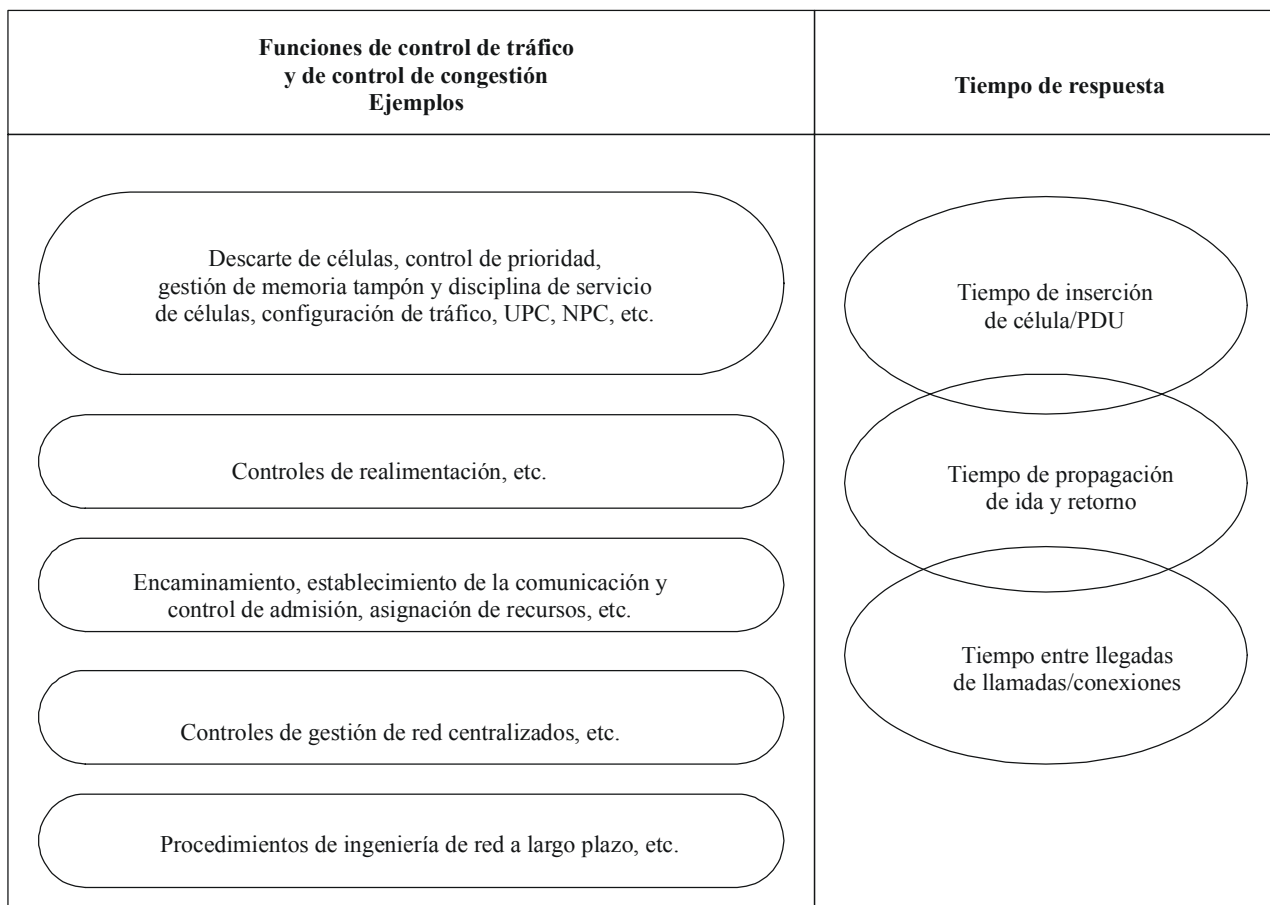 Funciones de control de tráfico
y de control de congestión
Ejemplos
Tiempo de respuesta
Descarte de células, control de prioridad,
gestión de memoria tampón y disciplina de servicio
de células, configuración de tráfico, UPC, NPC, etc.
Tiempo de inserción
de célula/PDU
Controles de realimentación, etc.
Tiempo de propagación
de ida y retorno
Encaminamiento, establecimiento de la comunicación y
control de admisión, asignación de recursos, etc.
Tiempo entre llegadas
de llamadas/conexiones
Controles de gestión de red centralizados, etc.
Procedimientos de ingeniería de red a largo plazo, etc.